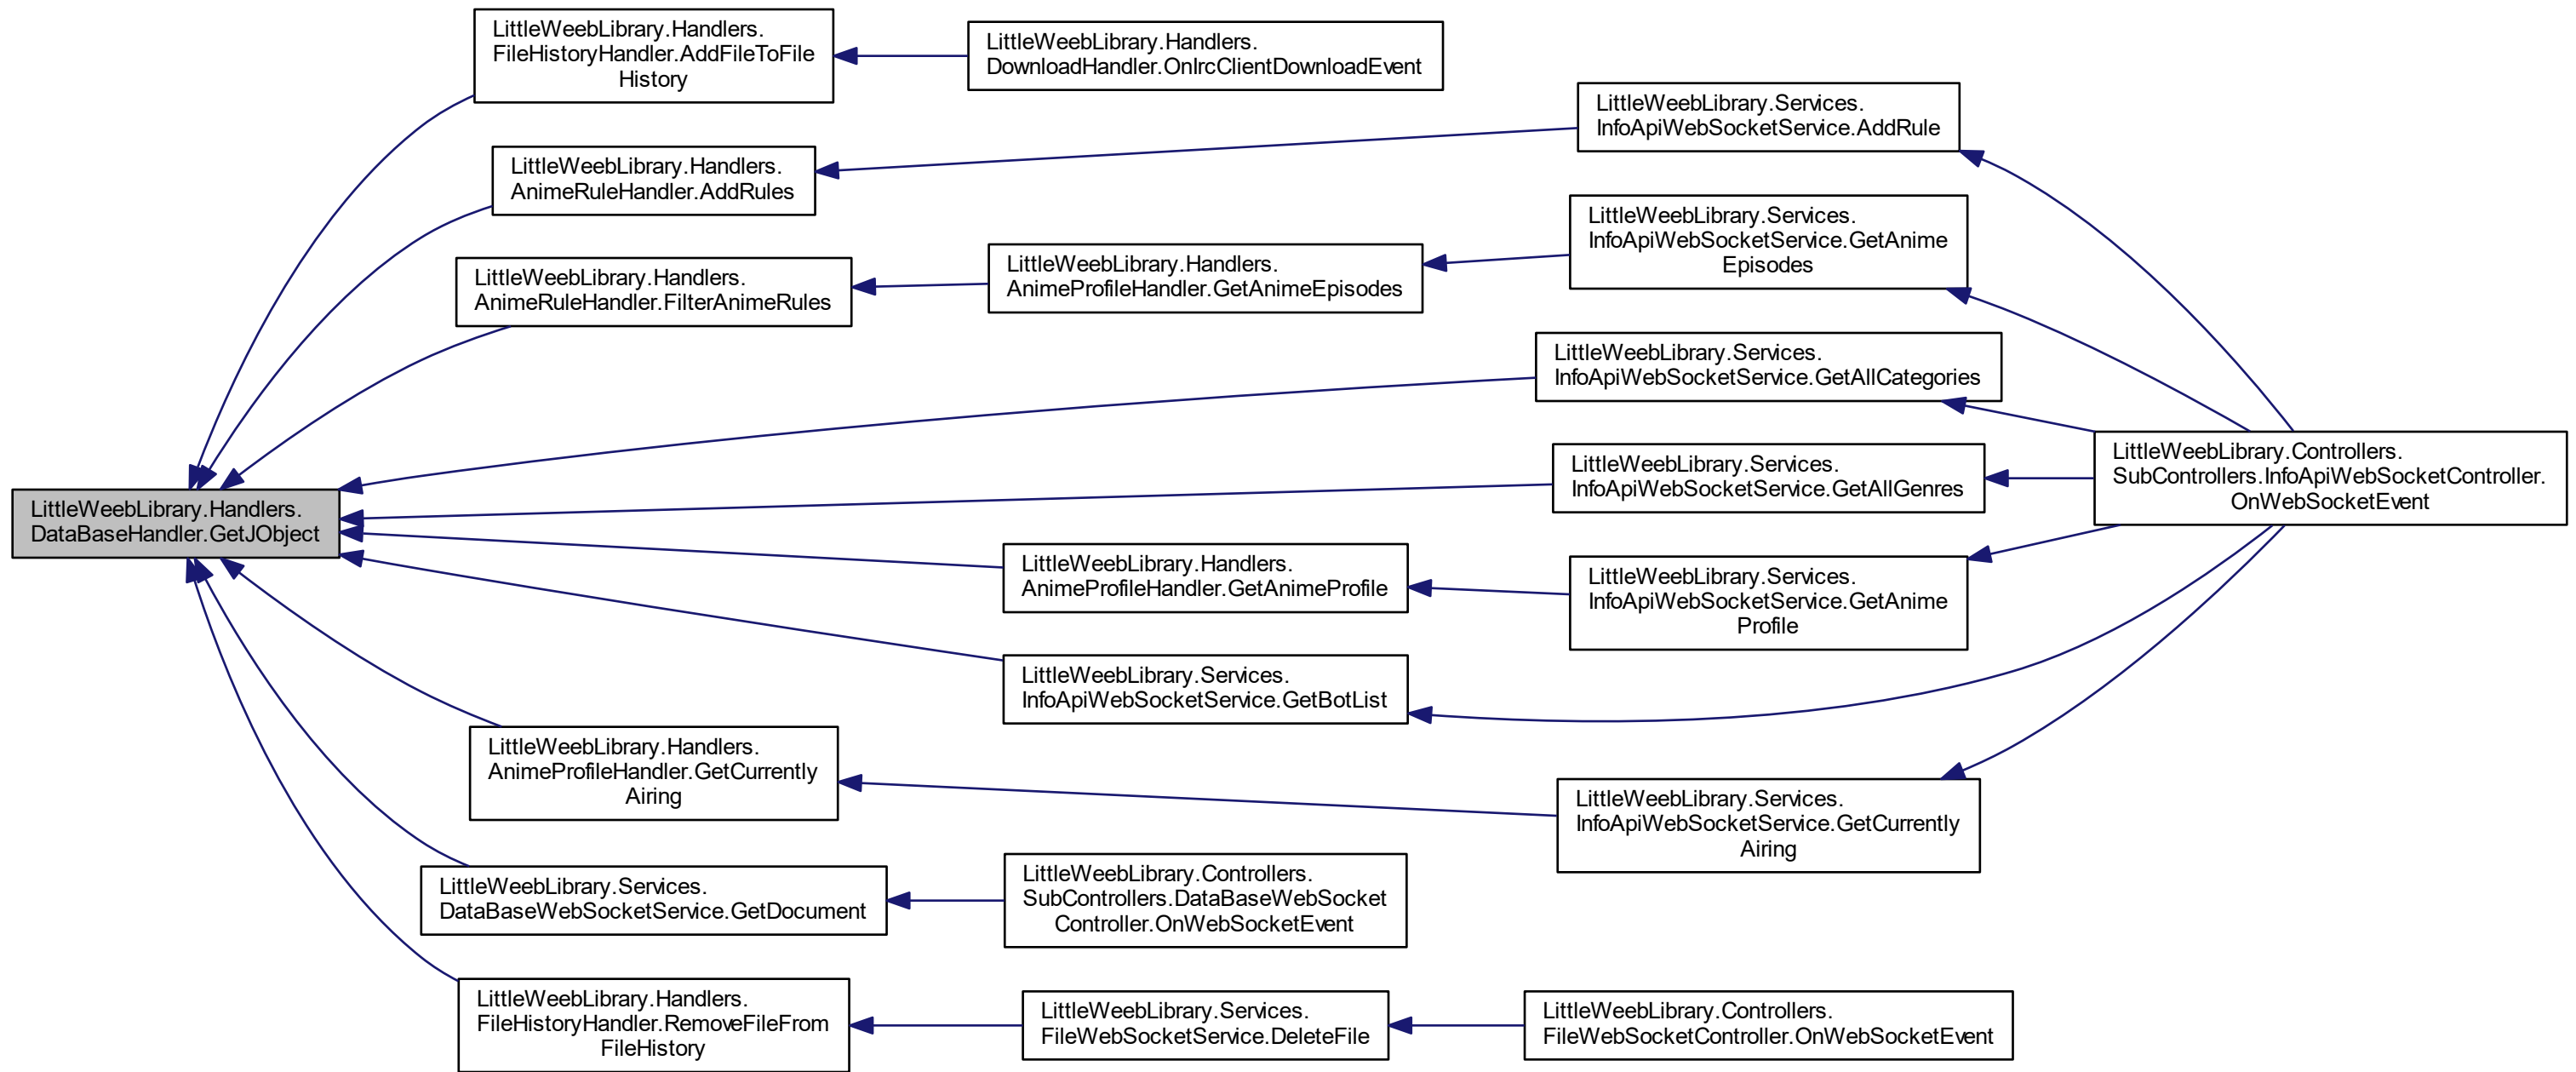 LittleWeebLibrary.Handlers.
FileHistoryHandler.AddFileToFile
History
LittleWeebLibrary.Handlers.
DownloadHandler.OnIrcClientDownloadEvent
LittleWeebLibrary.Services.
InfoApiWebSocketService.AddRule
LittleWeebLibrary.Handlers.
AnimeRuleHandler.AddRules
LittleWeebLibrary.Services.
InfoApiWebSocketService.GetAnime
Episodes
LittleWeebLibrary.Handlers.
AnimeRuleHandler.FilterAnimeRules
LittleWeebLibrary.Handlers.
AnimeProfileHandler.GetAnimeEpisodes
LittleWeebLibrary.Services.
InfoApiWebSocketService.GetAllCategories
LittleWeebLibrary.Controllers.
SubControllers.InfoApiWebSocketController.
OnWebSocketEvent
LittleWeebLibrary.Services.
InfoApiWebSocketService.GetAllGenres
LittleWeebLibrary.Handlers.
DataBaseHandler.GetJObject
LittleWeebLibrary.Handlers.
AnimeProfileHandler.GetAnimeProfile
LittleWeebLibrary.Services.
InfoApiWebSocketService.GetAnime
Profile
LittleWeebLibrary.Services.
InfoApiWebSocketService.GetBotList
LittleWeebLibrary.Handlers.
AnimeProfileHandler.GetCurrently
Airing
LittleWeebLibrary.Services.
InfoApiWebSocketService.GetCurrently
Airing
LittleWeebLibrary.Services.
DataBaseWebSocketService.GetDocument
LittleWeebLibrary.Controllers.
SubControllers.DataBaseWebSocket
Controller.OnWebSocketEvent
LittleWeebLibrary.Handlers.
FileHistoryHandler.RemoveFileFrom
FileHistory
LittleWeebLibrary.Services.
FileWebSocketService.DeleteFile
LittleWeebLibrary.Controllers.
FileWebSocketController.OnWebSocketEvent